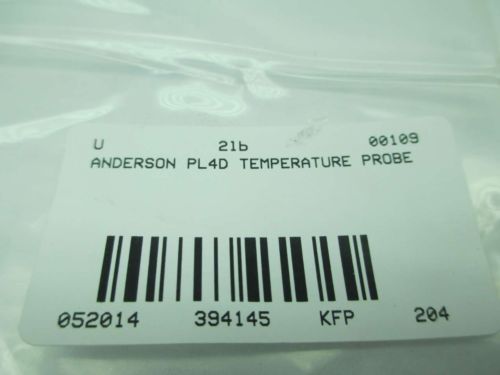 U 21b 00109
ANDERSON PL4D TEMPERATURE PROBE
052014 394145 KFP 204